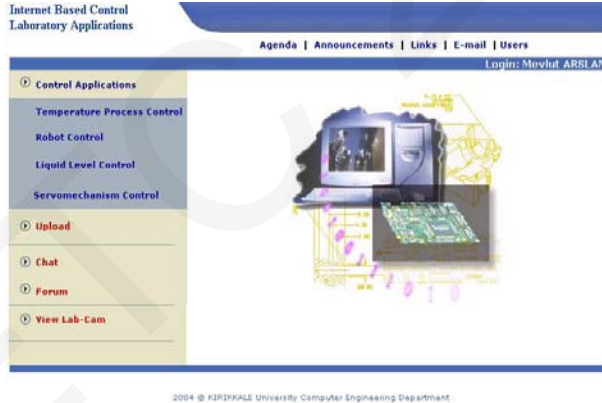 Internet Based Control
Laboratory Applications
Agenda | Announcements | Links | E-mail | Users
Login: Mevlut ARSLAN
Control Applications
Temperature Process Control
Robot Control
Liquid Level Control
Servomechanism Control
Upload
Chat
Forum
View Lab-Cam
2004 @ KIRIKKALE University Computer Engineering Department